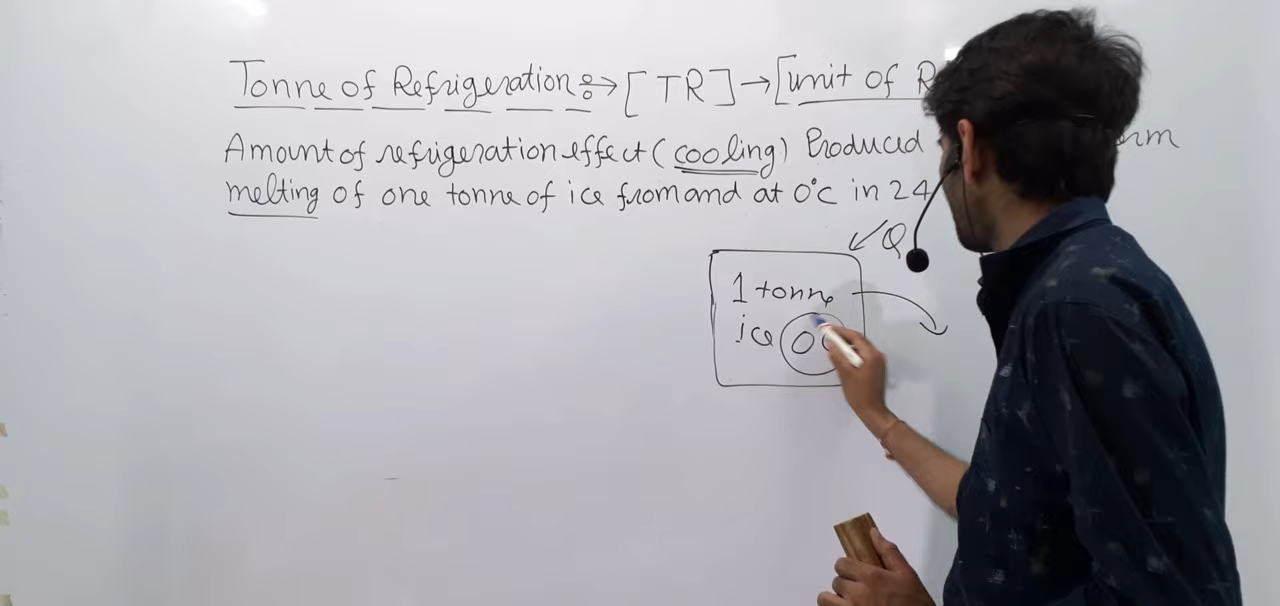 Tonne of Refrigeration :→ [TR] → [unit of R
Amount of refrigeration effect (cooling) Produced
melting of one tonne of ice from and at 0°C in 24
Q
1 tonne
ice 0